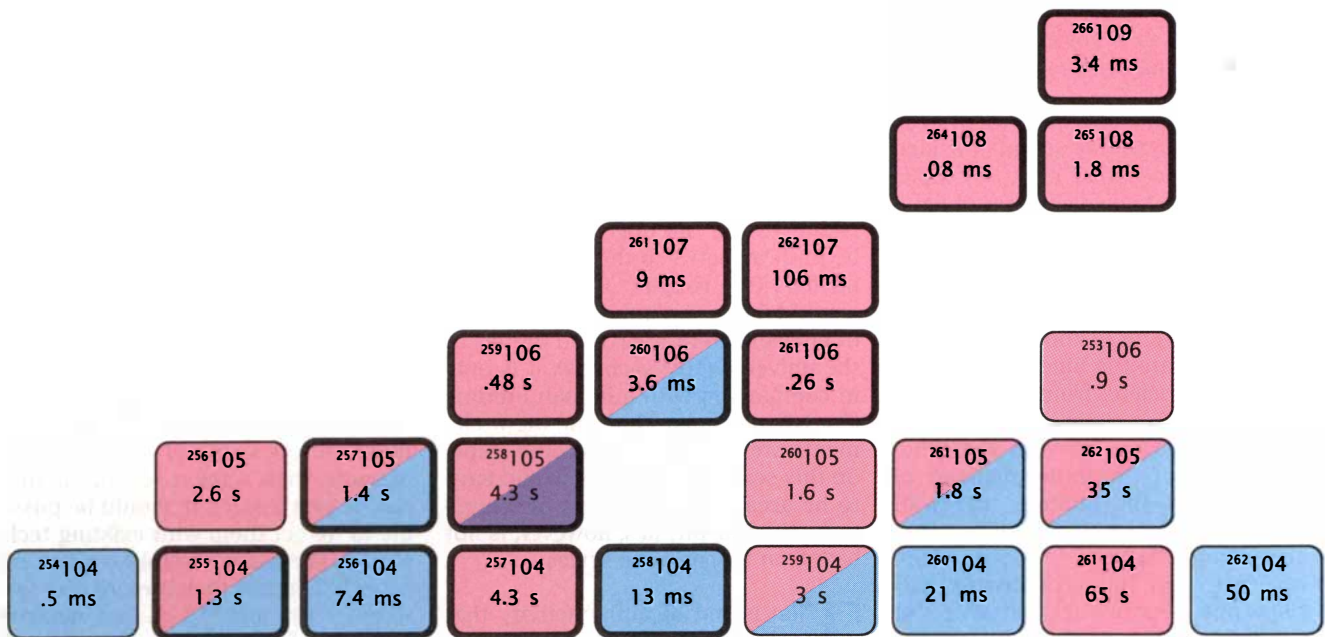 ²⁶⁶109
3.4 ms
²⁶⁴108
.08 ms
²⁶⁵108
1.8 ms
²⁶¹107
9 ms
²⁶²107
106 ms
²⁵⁹106
.48 s
²⁶⁰106
3.6 ms
²⁶¹106
.26 s
²⁵³106
.9 s
²⁵⁶105
2.6 s
²⁵⁷105
1.4 s
²⁵⁸105
4.3 s
²⁶⁰105
1.6 s
²⁶¹105
1.8 s
²⁶²105
35 s
²⁵⁴104
.5 ms
²⁵⁵104
1.3 s
²⁵⁶104
7.4 ms
²⁵⁷104
4.3 s
²⁵⁸104
13 ms
²⁵⁹104
3 s
²⁶⁰104
21 ms
²⁶¹104
65 s
²⁶²104
50 ms